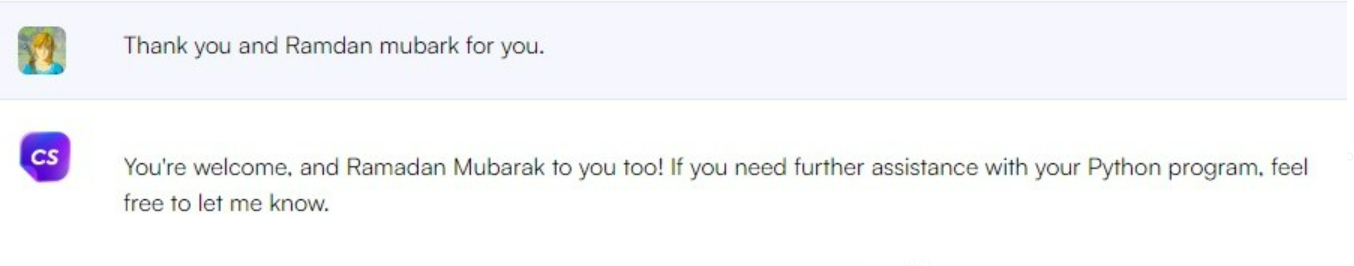 Thank you and Ramdan mubark for you.
CS
You're welcome, and Ramadan Mubarak to you too! If you need further assistance with your Python program, feel
free to let me know.